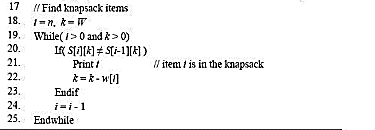 17 // Find knapsack items
18. i = n, k = W
19. While( i > 0 and k > 0)
20. If( S[i][k] ≠ S[i-1][k] )
21. Print i // item i is in the knapsack
22. k = k - w[i]
23. Endif
24. i = i - 1
25. Endwhile